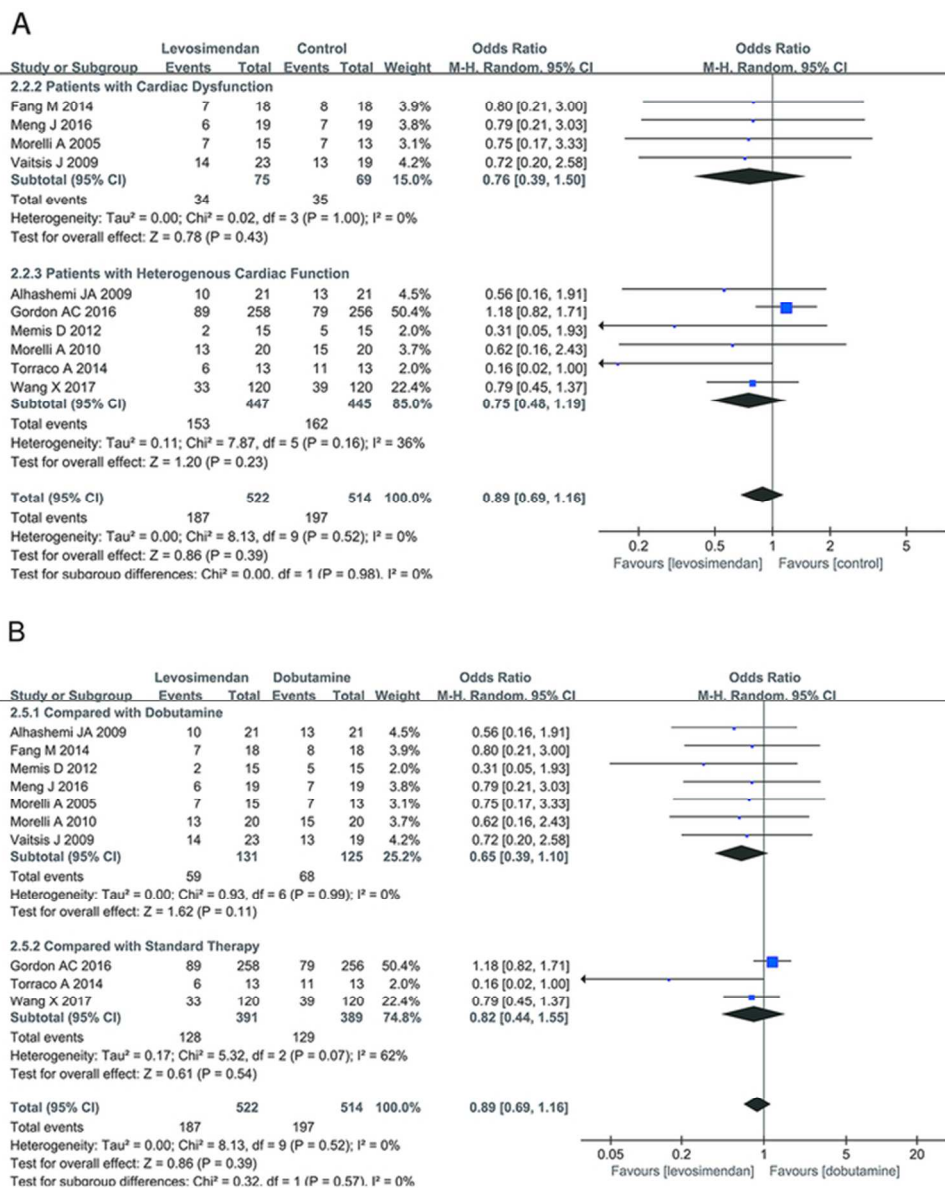 A
Levosimendan Control Odds Ratio Odds Ratio
Study or Subgroup Events Total Events Total Weight M-H. Random. 95% CI M-H. Random. 95% CI
2.2.2 Patients with Cardiac Dysfunction
Fang M 2014 7 18 8 18 3.9% 0.80 [0.21, 3.00]
Meng J 2016 6 19 7 19 3.8% 0.79 [0.21, 3.03]
Morelli A 2005 7 15 7 13 3.1% 0.75 [0.17, 3.33]
Vaitsis J 2009 14 23 13 19 4.2% 0.72 [0.20, 2.58]
Subtotal (95% CI) 75 69 15.0% 0.76 [0.39, 1.50]
Total events 34 35
Heterogeneity: Tau² = 0.00; Chi² = 0.02, df = 3 (P = 1.00); I² = 0%
Test for overall effect: Z = 0.78 (P = 0.43)
2.2.3 Patients with Heterogenous Cardiac Function
Alhashemi JA 2009 10 21 13 21 4.5% 0.56 [0.16, 1.91]
Gordon AC 2016 89 258 79 256 50.4% 1.18 [0.82, 1.71]
Memis D 2012 2 15 5 15 2.0% 0.31 [0.05, 1.93]
Morelli A 2010 13 20 15 20 3.7% 0.62 [0.16, 2.43]
Torraco A 2014 6 13 11 13 2.0% 0.16 [0.02, 1.00]
Wang X 2017 33 120 39 120 22.4% 0.79 [0.45, 1.37]
Subtotal (95% CI) 447 445 85.0% 0.75 [0.48, 1.19]
Total events 153 162
Heterogeneity: Tau² = 0.11; Chi² = 7.87, df = 5 (P = 0.16); I² = 36%
Test for overall effect: Z = 1.20 (P = 0.23)
Total (95% CI) 522 514 100.0% 0.89 [0.69, 1.16]
Total events 187 197
Heterogeneity: Tau² = 0.00; Chi² = 8.13, df = 9 (P = 0.52); I² = 0%
Test for overall effect: Z = 0.86 (P = 0.39)
Test for subgroup differences: Chi² = 0.00. df = 1 (P = 0.98). I² = 0%
0.2 0.5 1 2 5
Favours [levosimendan] Favours [control]
B
Levosimendan Dobutamine Odds Ratio Odds Ratio
Study or Subgroup Events Total Events Total Weight M-H. Random. 95% CI M-H. Random. 95% CI
2.5.1 Compared with Dobutamine
Alhashemi JA 2009 10 21 13 21 4.5% 0.56 [0.16, 1.91]
Fang M 2014 7 18 8 18 3.9% 0.80 [0.21, 3.00]
Memis D 2012 2 15 5 15 2.0% 0.31 [0.05, 1.93]
Meng J 2016 6 19 7 19 3.8% 0.79 [0.21, 3.03]
Morelli A 2005 7 15 7 13 3.1% 0.75 [0.17, 3.33]
Morelli A 2010 13 20 15 20 3.7% 0.62 [0.16, 2.43]
Vaitsis J 2009 14 23 13 19 4.2% 0.72 [0.20, 2.58]
Subtotal (95% CI) 131 125 25.2% 0.65 [0.39, 1.10]
Total events 59 68
Heterogeneity: Tau² = 0.00; Chi² = 0.93, df = 6 (P = 0.99); I² = 0%
Test for overall effect: Z = 1.62 (P = 0.11)
2.5.2 Compared with Standard Therapy
Gordon AC 2016 89 258 79 256 50.4% 1.18 [0.82, 1.71]
Torraco A 2014 6 13 11 13 2.0% 0.16 [0.02, 1.00]
Wang X 2017 33 120 39 120 22.4% 0.79 [0.45, 1.37]
Subtotal (95% CI) 391 389 74.8% 0.82 [0.44, 1.55]
Total events 128 129
Heterogeneity: Tau² = 0.17; Chi² = 5.32, df = 2 (P = 0.07); I² = 62%
Test for overall effect: Z = 0.61 (P = 0.54)
Total (95% CI) 522 514 100.0% 0.89 [0.69, 1.16]
Total events 187 197
Heterogeneity: Tau² = 0.00; Chi² = 8.13, df = 9 (P = 0.52); I² = 0%
Test for overall effect: Z = 0.86 (P = 0.39)
Test for subgroup differences: Chi² = 0.32. df = 1 (P = 0.57). I² = 0%
0.05 0.2 1 5 20
Favours [levosimendan] Favours [dobutamine]